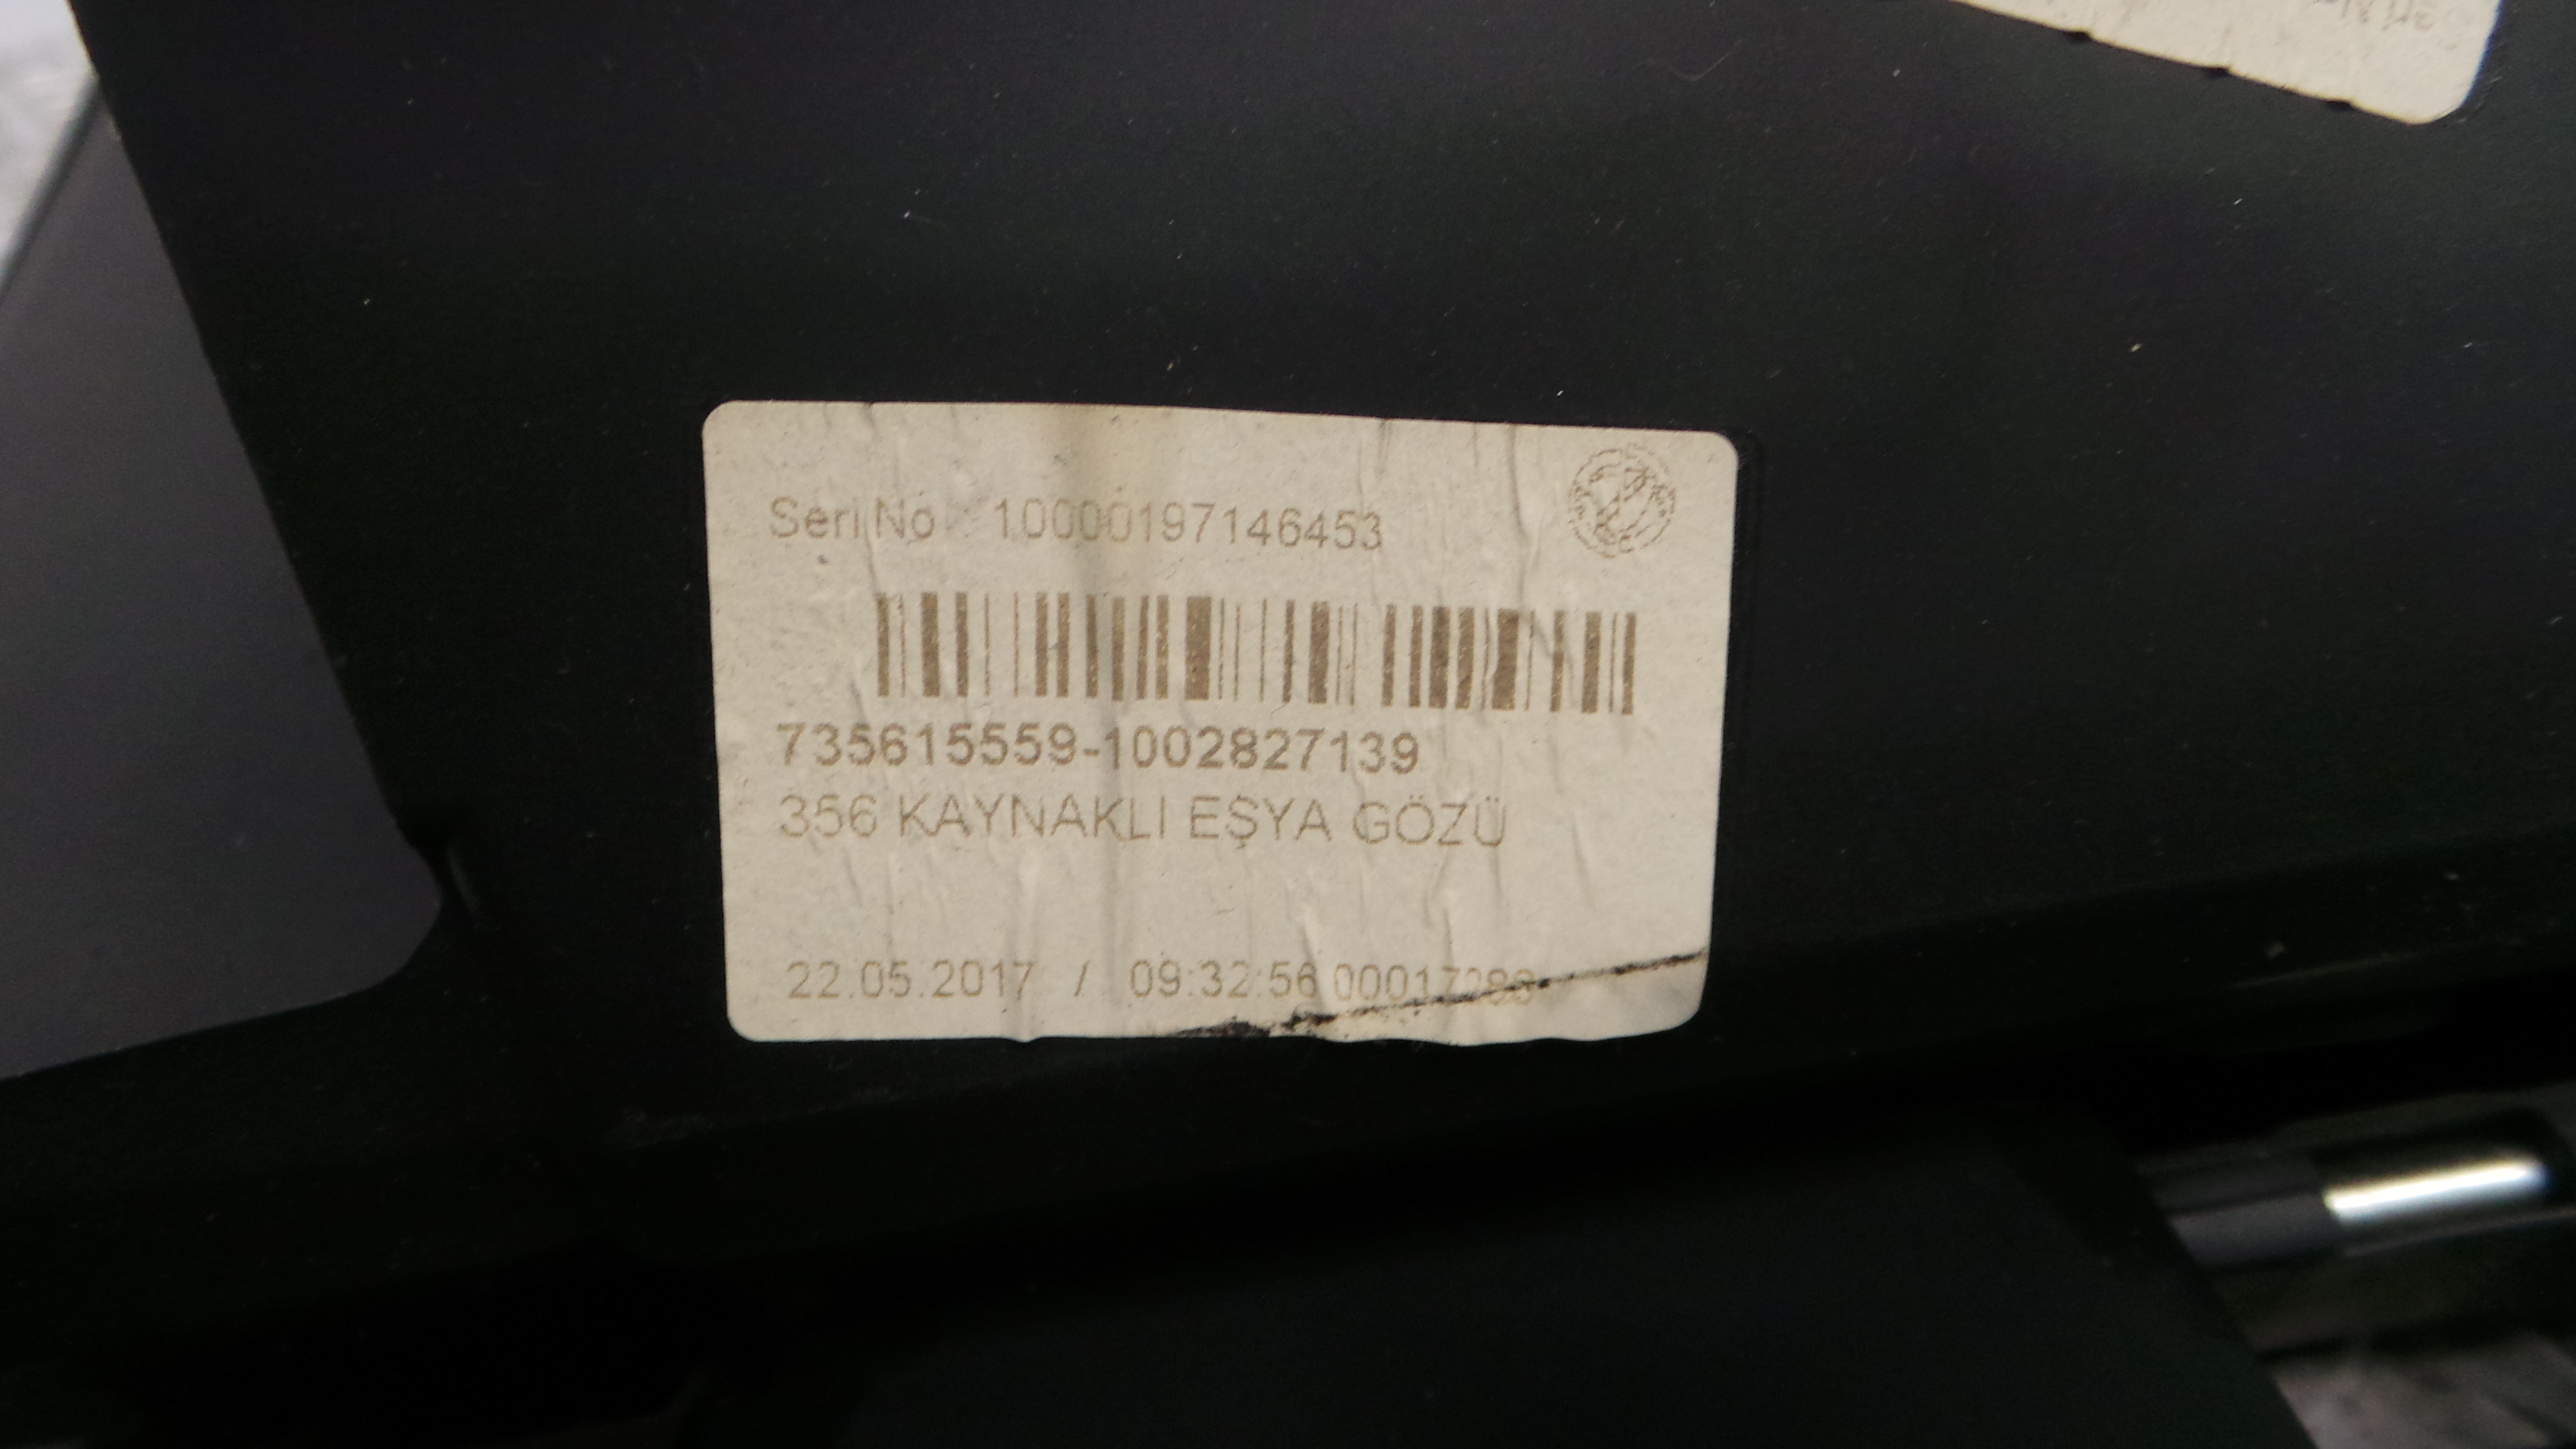 Seri No 10000197146453
735615559-1002827139
356 KAYNAKLI EŞYA GÖZÜ
22.05.2017 / 09:32:56